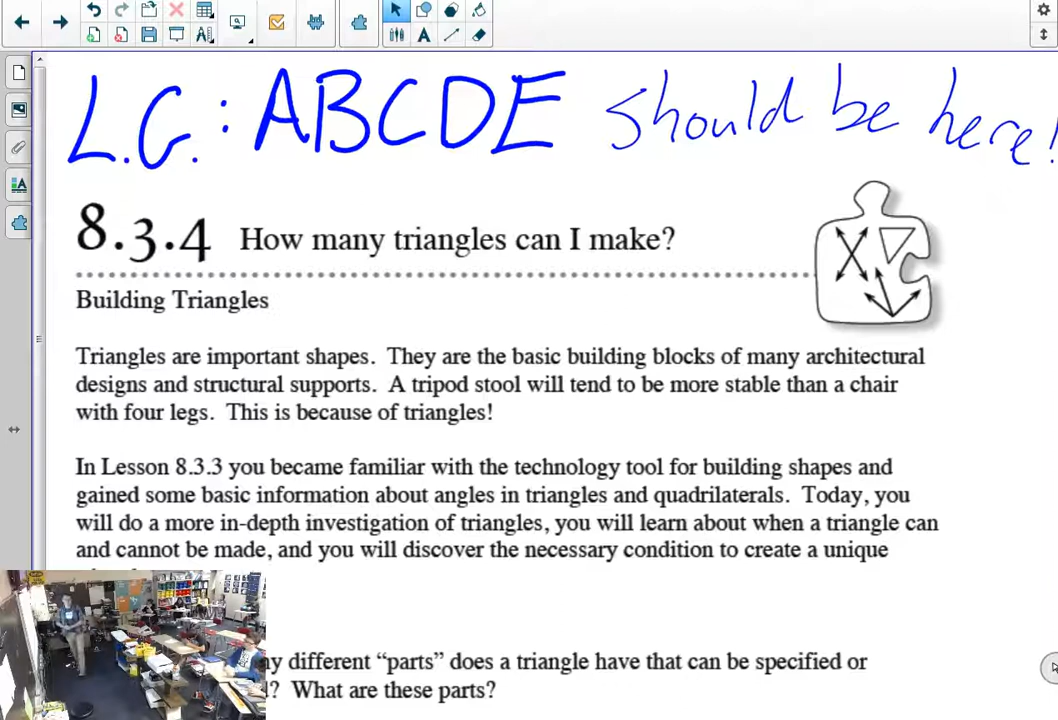 L.G.: ABCDE should be here!
8.3.4 How many triangles can I make?
Building Triangles
Triangles are important shapes. They are the basic building blocks of many architectural
designs and structural supports. A tripod stool will tend to be more stable than a chair
with four legs. This is because of triangles!
In Lesson 8.3.3 you became familiar with the technology tool for building shapes and
gained some basic information about angles in triangles and quadrilaterals. Today, you
will do a more in-depth investigation of triangles, you will learn about when a triangle can
and cannot be made, and you will discover the necessary condition to create a unique
different “parts” does a triangle have that can be specified or
What are these parts?